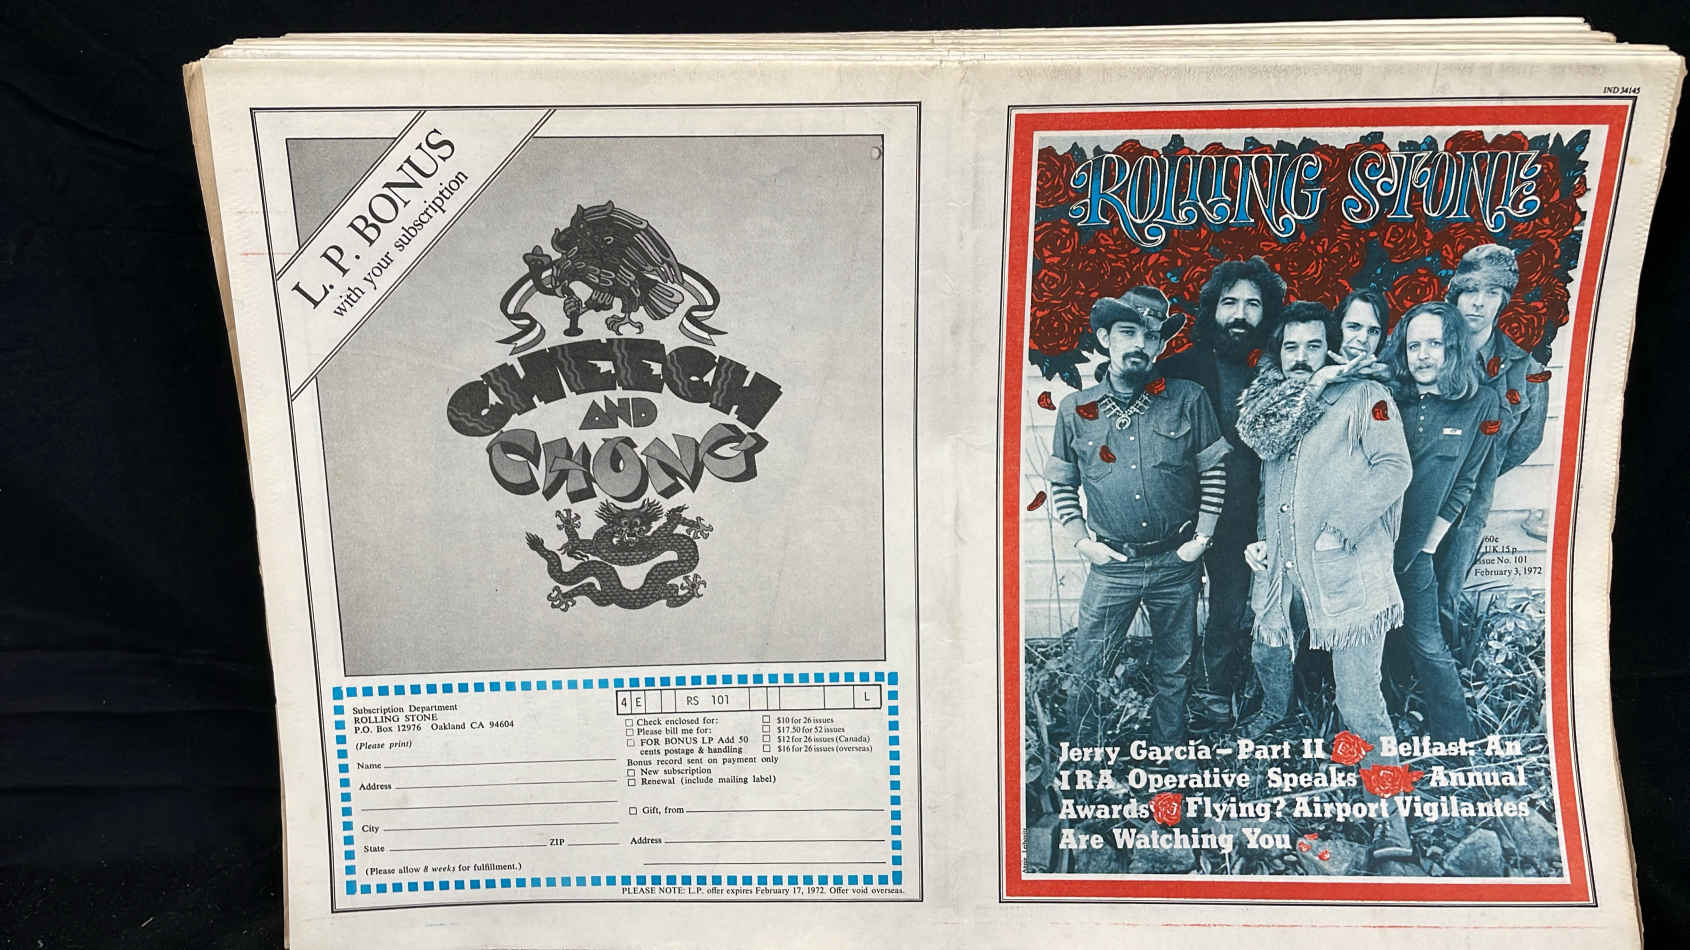 L. P. BONUS
with your subscription
CHEECH
AND
CHONG
4 E RS 101 L
Subscription Department
ROLLING STONE
P.O. Box 12976 Oakland CA 94604
(Please print)
Name
Address
City
State ZIP
(Please allow 8 weeks for fulfillment.)
Check enclosed for:
Please bill me for:
FOR BONUS LP Add 50
cents postage & handling
Bonus record sent on payment only
New subscription
Renewal (include mailing label)
$10 for 26 issues
$17.50 for 52 issues
$12 for 26 issues (Canada)
$16 for 26 issues (overseas)
Gift, from
Address
PLEASE NOTE: L.P. offer expires February 17, 1972. Offer void overseas.
IND 34145
ROLLING STONE
60¢
UK 15p
Issue No. 101
February 3, 1972
Jerry Garcia—Part II Belfast: An
IRA Operative Speaks Annual
Awards Flying? Airport Vigilantes
Are Watching You